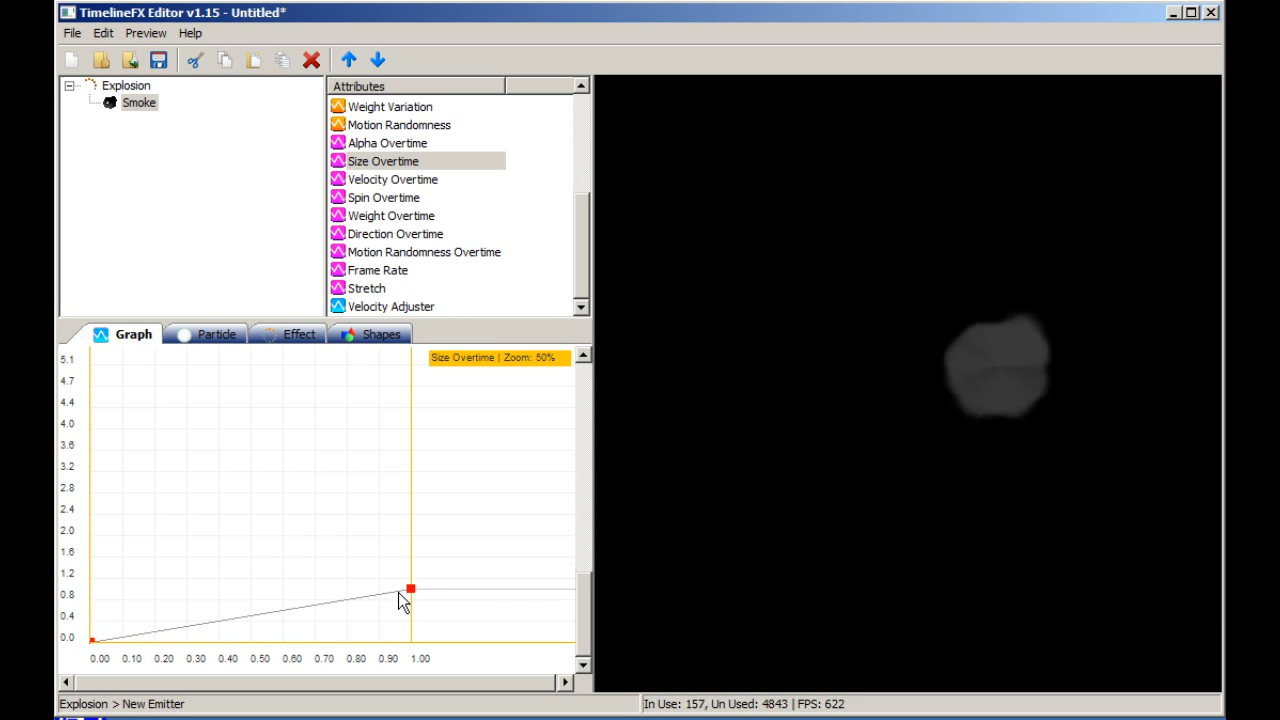 TimelineFX Editor v1.15 - Untitled*
File Edit Preview Help
Explosion
Smoke
Attributes
Weight Variation
Motion Randomness
Alpha Overtime
Size Overtime
Velocity Overtime
Spin Overtime
Weight Overtime
Direction Overtime
Motion Randomness Overtime
Frame Rate
Stretch
Velocity Adjuster
Graph Particle Effect Shapes
Size Overtime | Zoom: 50%
5.1
4.7
4.4
4.0
3.6
3.2
2.8
2.4
2.0
1.6
1.2
0.8
0.4
0.0
0.00 0.10 0.20 0.30 0.40 0.50 0.60 0.70 0.80 0.90 1.00
Explosion > New Emitter
In Use: 157, Un Used: 4843 | FPS: 622